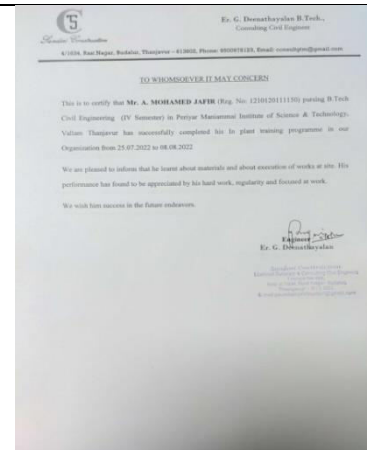 Er. G. Deenathayalan B.Tech.,
Consulting Civil Engineer
Construction
TO WHOMSOEVER IT MAY CONCERN
This is to certify that Mr. A. MOHAMED JAFIR (Reg. No: 121012011130) pursing B.Tech
Civil Engineering (IV Semester) in Periyar Maniammai Institute of Science & Technology,
Vallam Thanjavur has successfully completed his In plant training programme in our
Organisation from 25.07.2022 to 08.08.2022
We are pleased to inform that he learnt about materials and about execution of works at site. His
performance has found to be appreciated by his hard work, regularity and focused at work.
We wish him success in the future endeavors.
Engineer
Er. G. Deenathayalan